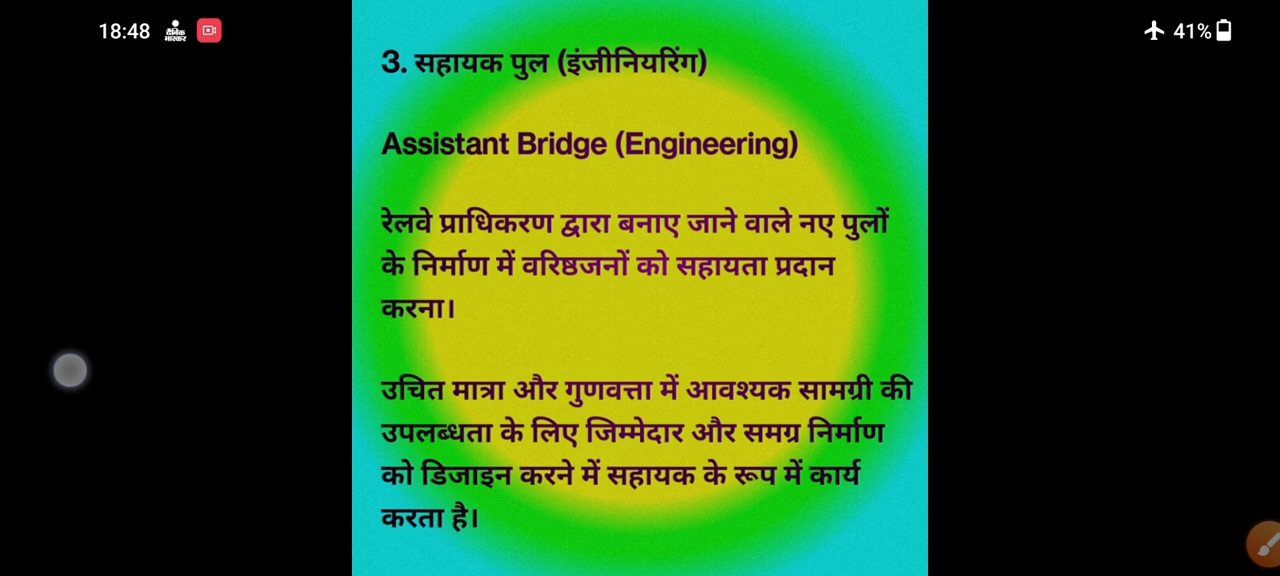 18:48 दैनिक भास्कर 41%
3. सहायक पुल (इंजीनियरिंग)
Assistant Bridge (Engineering)
रेलवे प्राधिकरण द्वारा बनाए जाने वाले नए पुलों
के निर्माण में वरिष्ठजनों को सहायता प्रदान
करना।
उचित मात्रा और गुणवत्ता में आवश्यक सामग्री की
उपलब्धता के लिए जिम्मेदार और समग्र निर्माण
को डिजाइन करने में सहायक के रूप में कार्य
करता है।